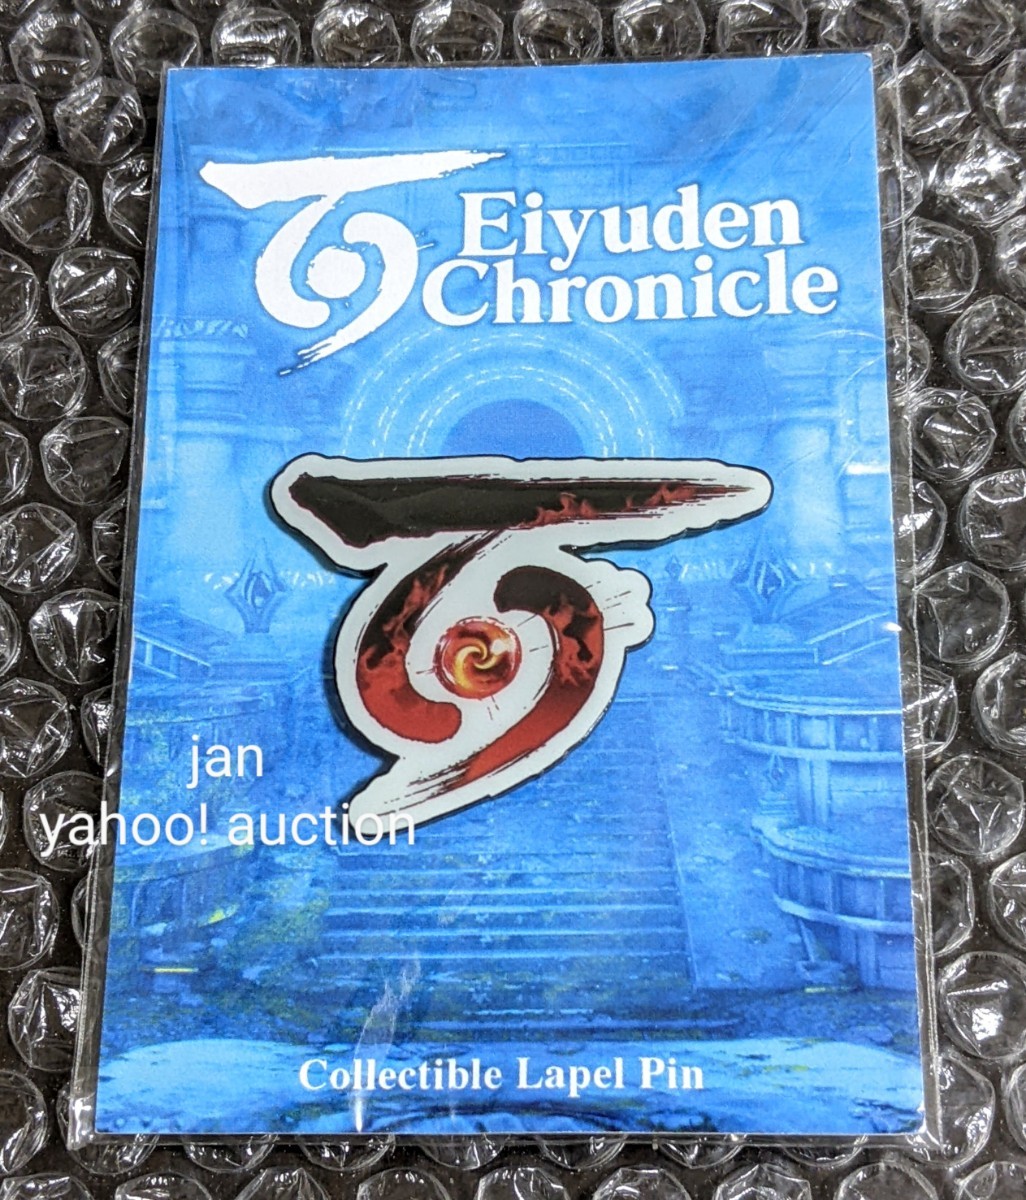 Eiyuden
Chronicle
jan
yahoo! auction
Collectible Lapel Pin